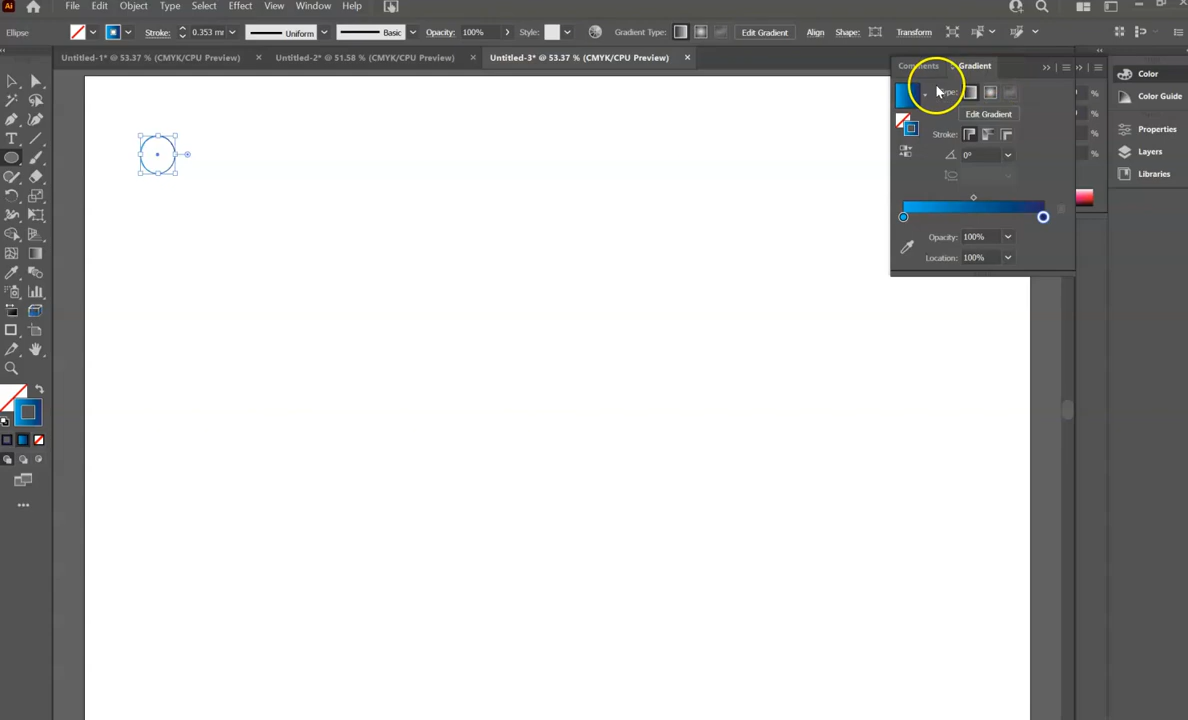 Ai File Edit Object Type Select Effect View Window Help
Ellipse Stroke: 0.353 mm Uniform Basic Opacity: 100% Style: Gradient Type: Edit Gradient Align Shape: Transform
Untitled-1* @ 53.37 % (CMYK/CPU Preview) × Untitled-2* @ 51.58 % (CMYK/CPU Preview) × Untitled-3* @ 53.37 % (CMYK/CPU Preview) ×
Comments Gradient
Color
%
Color Guide
Edit Gradient %
Properties
Stroke: %
Layers
0° %
Libraries
Opacity: 100%
Location: 100%